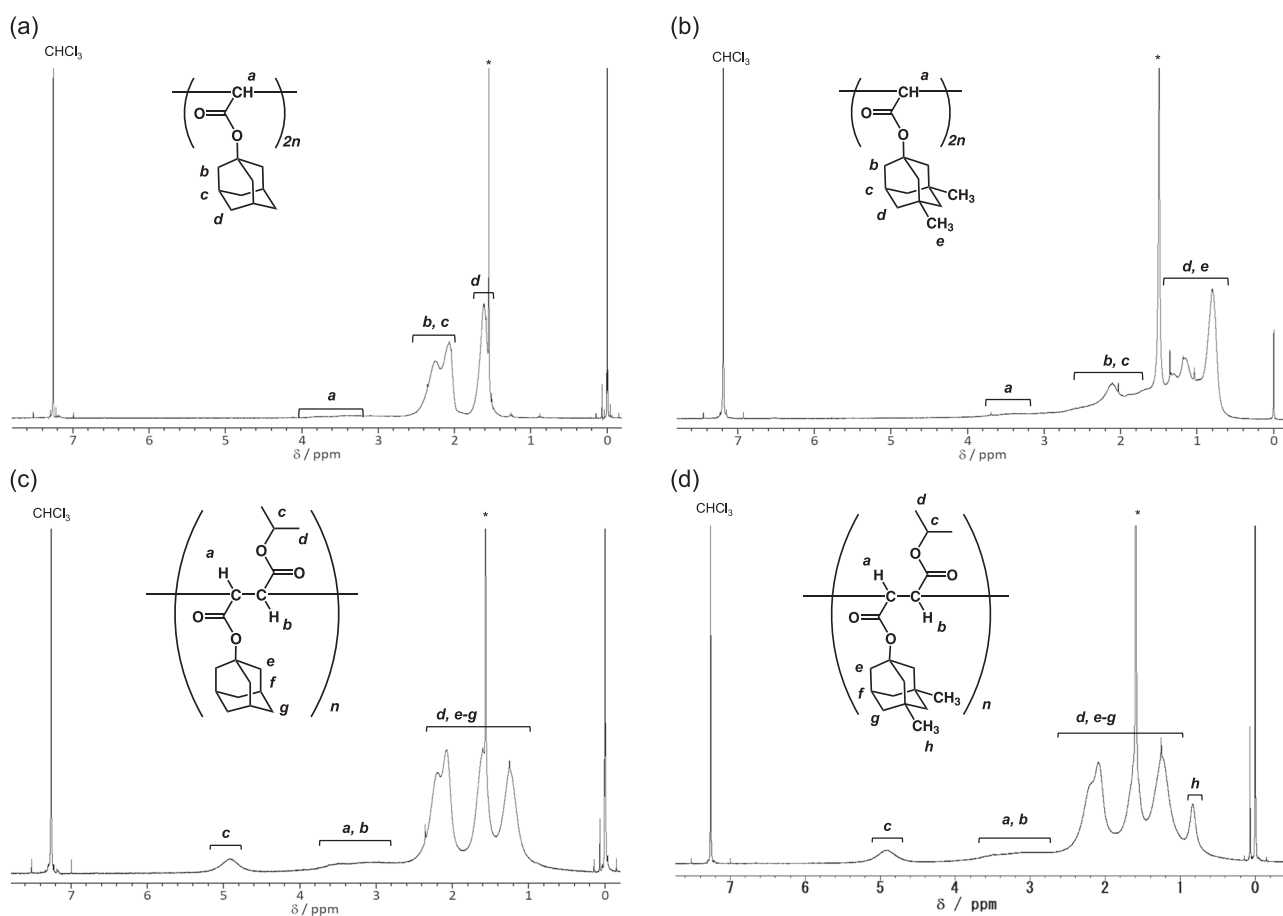 (a)
CHCl₃
*
a
CH
O
O
2n
b
c
d
a
b, c
d
7 6 5 4 3 2 1 0
δ / ppm
(b)
CHCl₃
*
a
CH
O
O
2n
b
c
CH₃
d
CH₃
e
a
b, c
d, e
7 6 5 4 3 2 1 0
δ / ppm
(c)
CHCl₃
*
c
d
O
a
H
O
C C
O
H
b
O
e
f
g
n
c
a, b
d, e-g
7 6 5 4 3 2 1 0
δ / ppm
(d)
CHCl₃
*
d
c
O
a
H
O
C C
O
H
b
O
e
f
CH₃
g
CH₃
h
n
c
a, b
d, e-g
h
7 6 5 4 3 2 1 0
δ / ppm